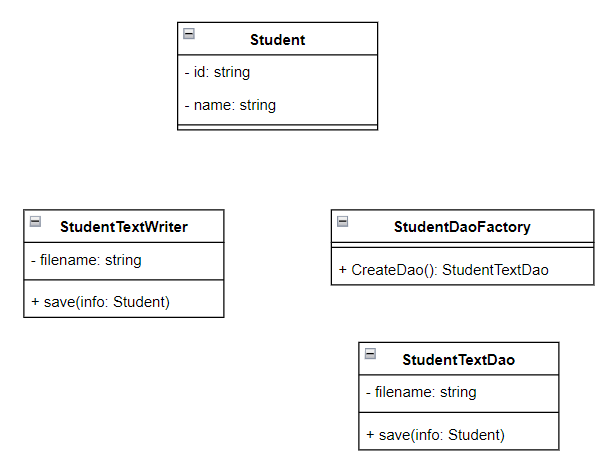 Student
- id: string
- name: string
StudentTextWriter
- filename: string
+ save(info: Student)
StudentDaoFactory
+ CreateDao(): StudentTextDao
StudentTextDao
- filename: string
+ save(info: Student)